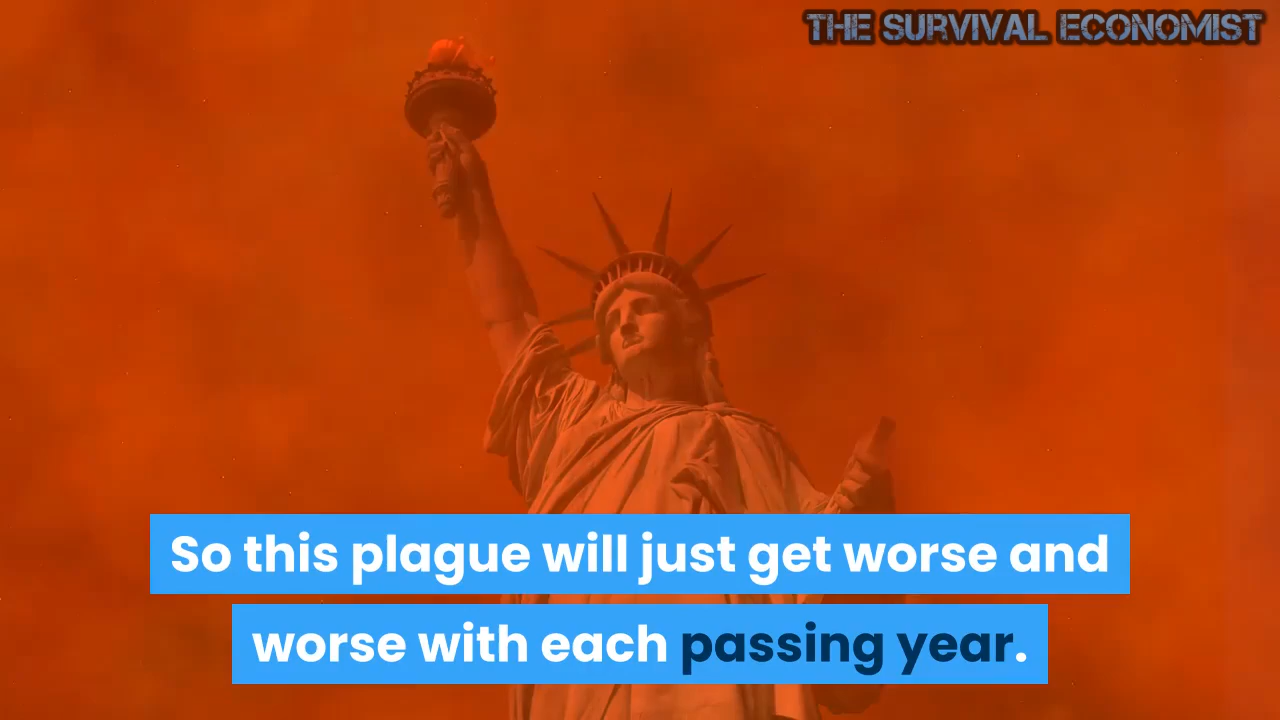 THE SURVIVAL ECONOMIST
So this plague will just get worse and
worse with each passing year.